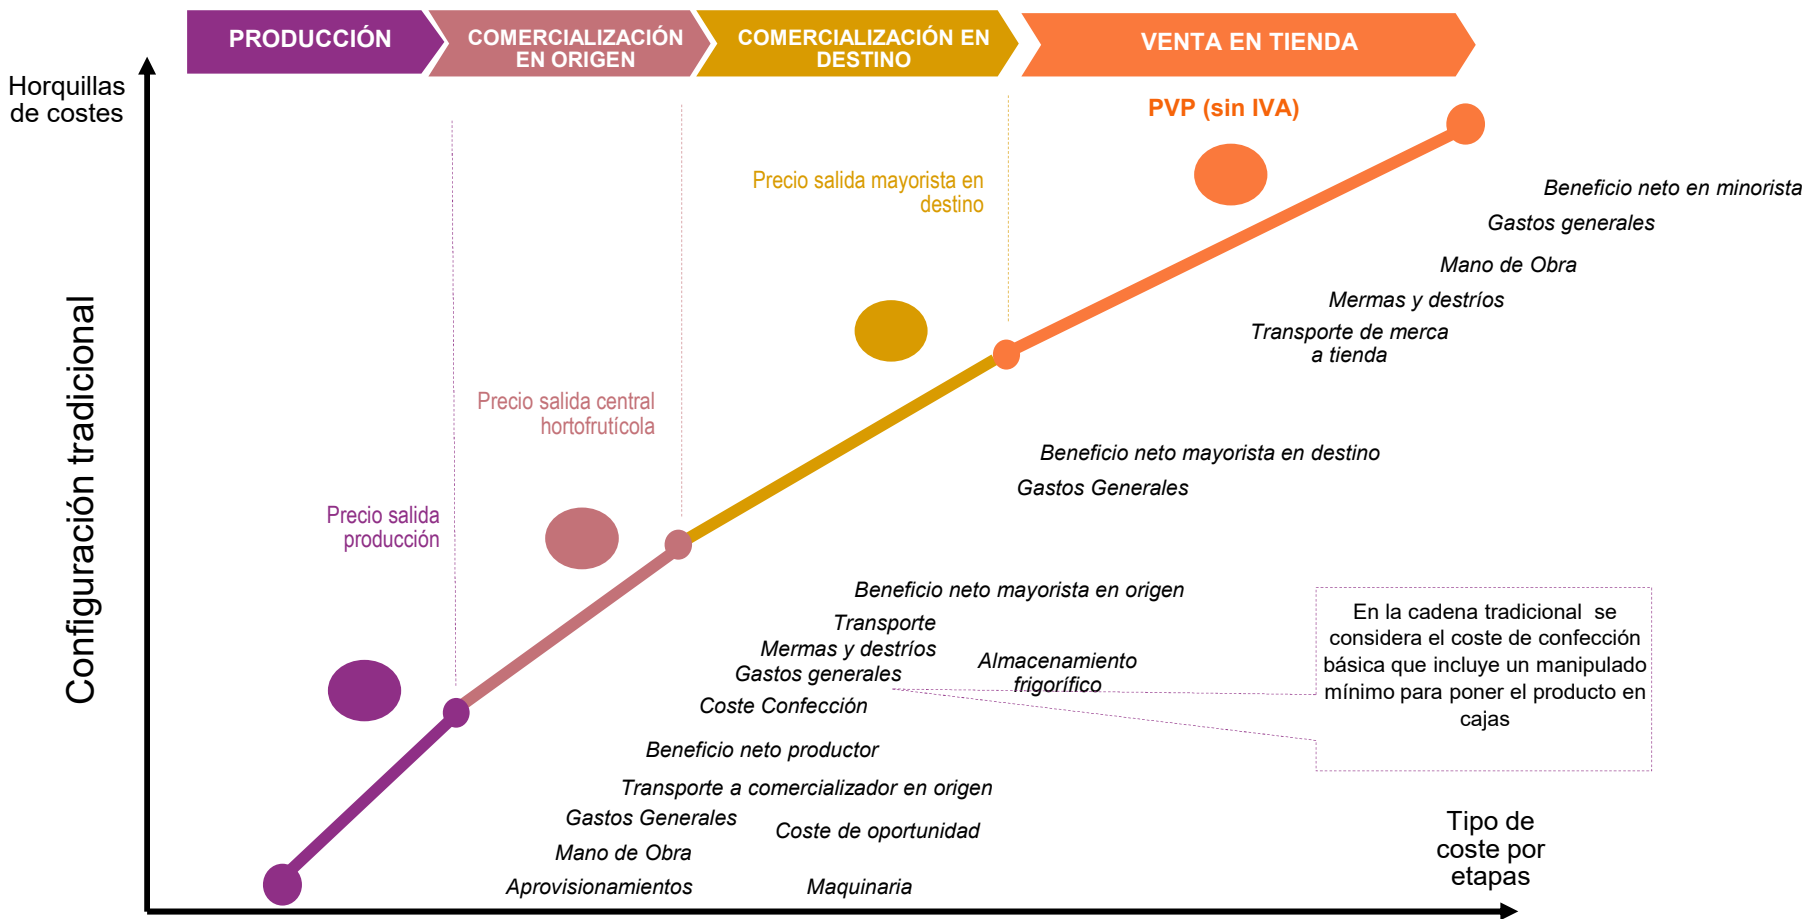 PRODUCCIÓN
COMERCIALIZACIÓN
EN ORIGEN
COMERCIALIZACIÓN EN
DESTINO
VENTA EN TIENDA
Horquillas
de costes
PVP (sin IVA)
Precio salida mayorista en
destino
Beneficio neto en minorista
Gastos generales
Mano de Obra
Mermas y destríos
Transporte de merca
a tienda
Configuración tradicional
Precio salida central
hortofrutícola
Beneficio neto mayorista en destino
Gastos Generales
Precio salida
producción
Beneficio neto mayorista en origen
Transporte
Mermas y destríos
Gastos generales
Almacenamiento
frigorífico
Coste Confección
En la cadena tradicional se
considera el coste de confección
básica que incluye un manipulado
mínimo para poner el producto en
cajas
Beneficio neto productor
Transporte a comercializador en origen
Gastos Generales
Coste de oportunidad
Mano de Obra
Aprovisionamientos
Maquinaria
Tipo de
coste por
etapas